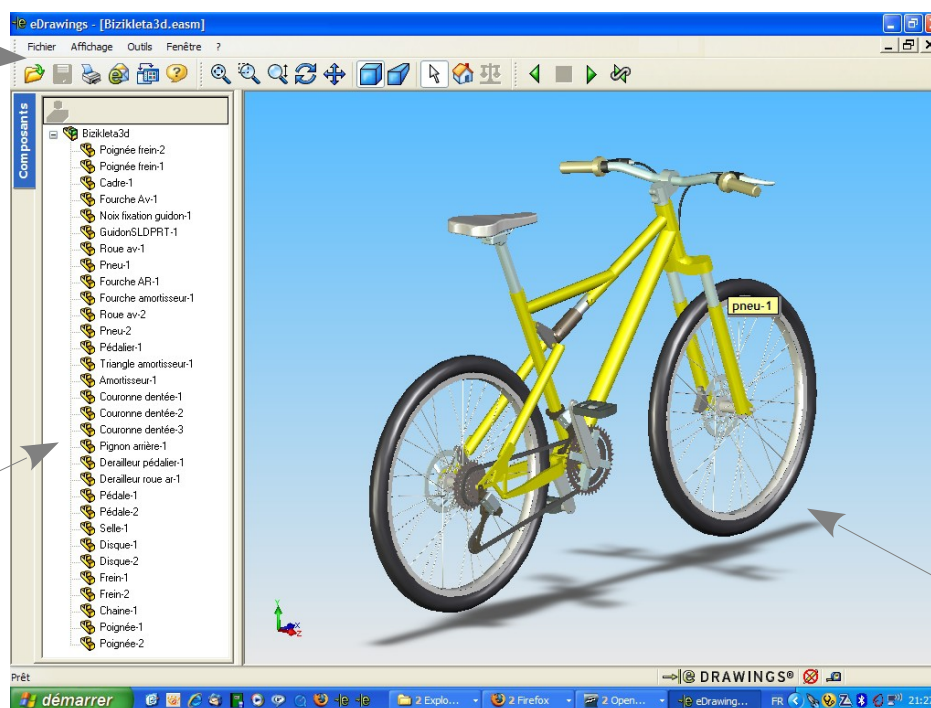 eDrawings - [Bizikleta3d.easm]
Fichier Affichage Outils Fenêtre ?
Composants
Bizikleta3d
Poignée frein-2
Poignée frein-1
Cadre-1
Fourche Av-1
Noix fixation guidon-1
GuidonSLDPRT-1
Roue av-1
Pneu-1
Fourche AR-1
Fourche amortisseur-1
Roue av-2
Pneu-2
Pédalier-1
Triangle amortisseur-1
Amortisseur-1
Couronne dentée-1
Couronne dentée-2
Couronne dentée-3
Pignon arrière-1
Derailleur pédalier-1
Derailleur roue ar-1
Pédale-1
Pédale-2
Selle-1
Disque-1
Disque-2
Frein-1
Frein-2
Chaine-1
Poignée-1
Poignée-2
pneu-1
Y
X
Z
Prêt
DRAWINGS®
démarrer 2 Explo... 2 Firefox 2 Open... eDrawing... FR 21:27